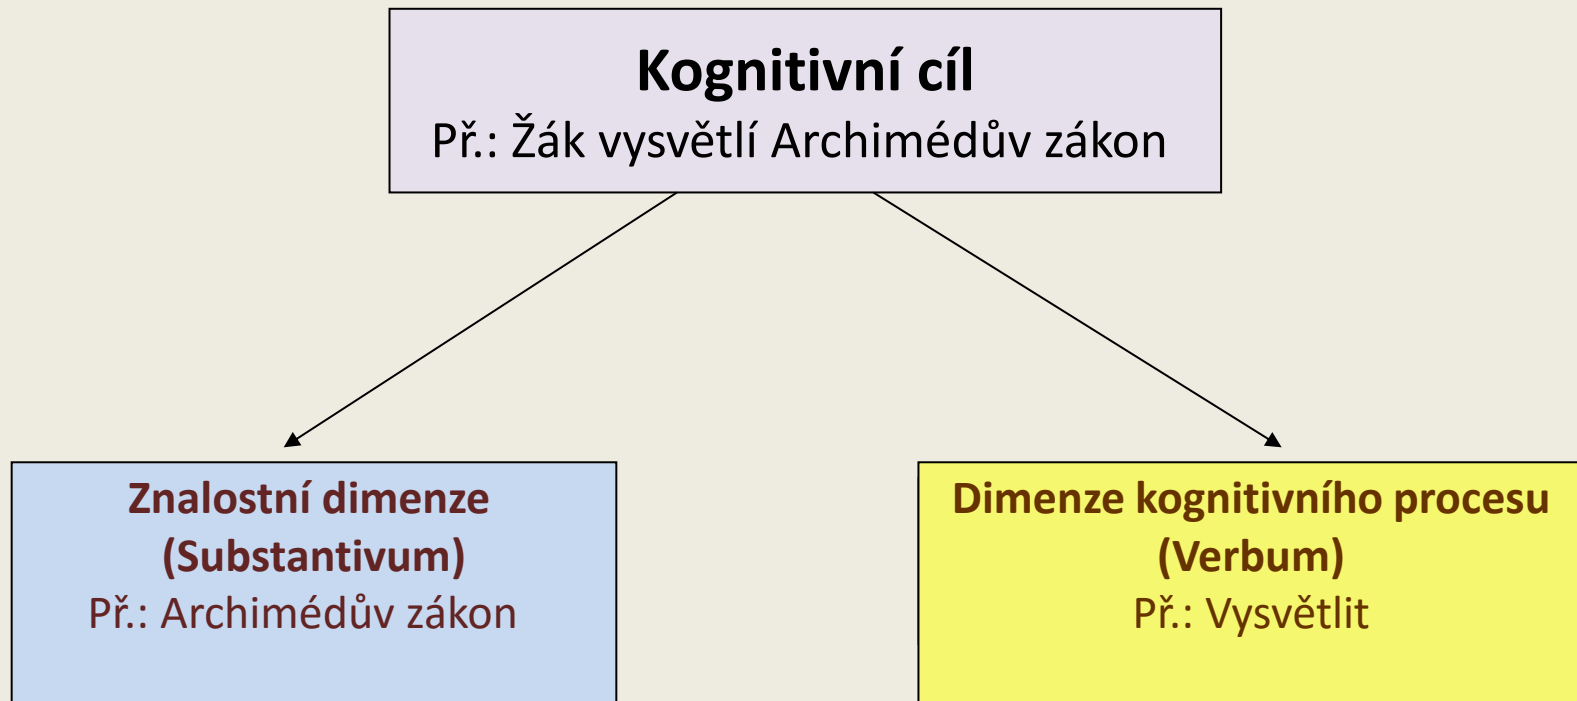 Kognitivní cíl
Př.: Žák vysvětlí Archimédův zákon
Znalostní dimenze
(Substantivum)
Př.: Archimédův zákon
Dimenze kognitivního procesu
(Verbum)
Př.: Vysvětlit